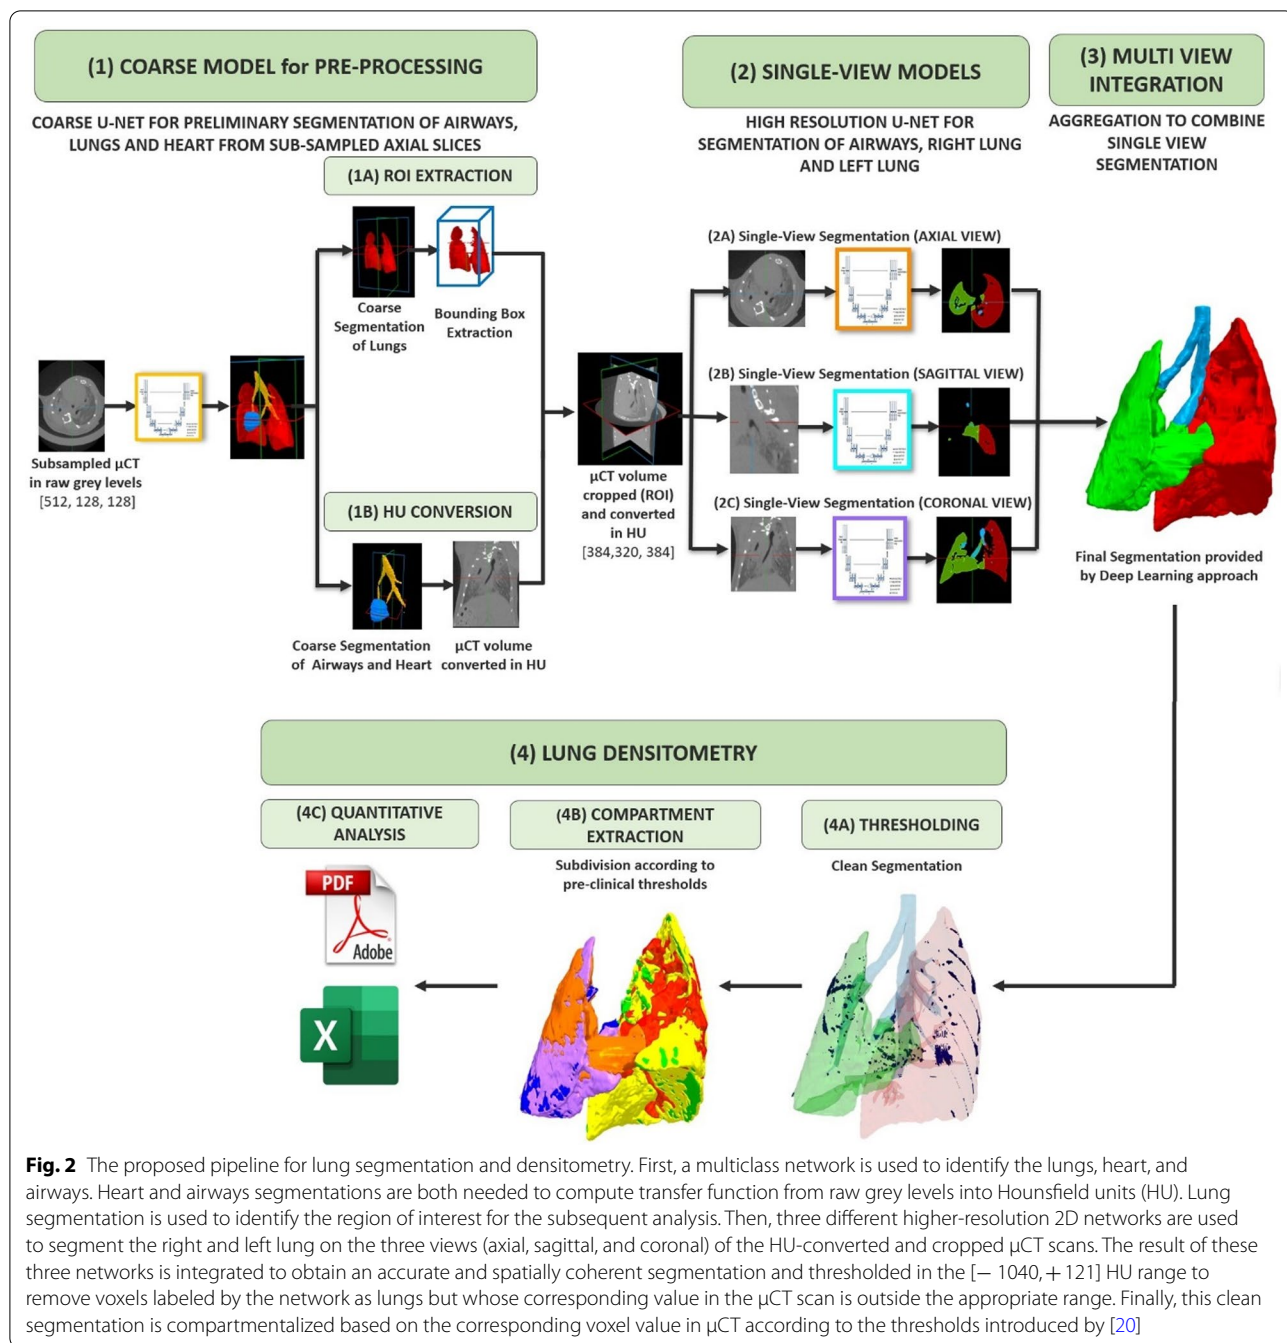 (1) COARSE MODEL for PRE-PROCESSING
COARSE U-NET FOR PRELIMINARY SEGMENTATION OF AIRWAYS,
LUNGS AND HEART FROM SUB-SAMPLED AXIAL SLICES
(1A) ROI EXTRACTION
Coarse
Segmentation
of Lungs
Bounding Box
Extraction
Subsampled µCT
in raw grey levels
[512, 128, 128]
(1B) HU CONVERSION
Coarse Segmentation
of Airways and Heart
µCT volume
converted in HU
µCT volume
cropped (ROI)
and converted
in HU
[384,320, 384]
(2) SINGLE-VIEW MODELS
HIGH RESOLUTION U-NET FOR
SEGMENTATION OF AIRWAYS, RIGHT LUNG
AND LEFT LUNG
(2A) Single-View Segmentation (AXIAL VIEW)
(2B) Single-View Segmentation (SAGITTAL VIEW)
(2C) Single-View Segmentation (CORONAL VIEW)
(3) MULTI VIEW
INTEGRATION
AGGREGATION TO COMBINE
SINGLE VIEW
SEGMENTATION
Final Segmentation provided
by Deep Learning approach
(4) LUNG DENSITOMETRY
(4C) QUANTITATIVE
ANALYSIS
PDF
Adobe
X
(4B) COMPARTMENT
EXTRACTION
Subdivision according to
pre-clinical thresholds
(4A) THRESHOLDING
Clean Segmentation
Fig. 2 The proposed pipeline for lung segmentation and densitometry. First, a multiclass network is used to identify the lungs, heart, and
airways. Heart and airways segmentations are both needed to compute transfer function from raw grey levels into Hounsfield units (HU). Lung
segmentation is used to identify the region of interest for the subsequent analysis. Then, three different higher-resolution 2D networks are used
to segment the right and left lung on the three views (axial, sagittal, and coronal) of the HU-converted and cropped µCT scans. The result of these
three networks is integrated to obtain an accurate and spatially coherent segmentation and thresholded in the [− 1040, + 121] HU range to
remove voxels labeled by the network as lungs but whose corresponding value in the µCT scan is outside the appropriate range. Finally, this clean
segmentation is compartmentalized based on the corresponding voxel value in µCT according to the thresholds introduced by [20]